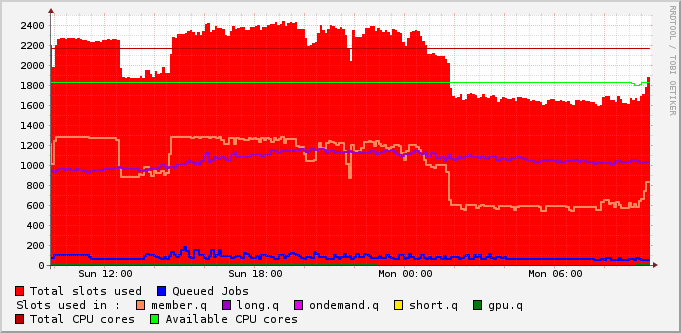 RRDTOOL / TOBI OETIKER
2400
2200
2000
1800
1600
1400
1200
1000
800
600
400
200
0
Sun 12:00 Sun 18:00 Mon 00:00 Mon 06:00
Total slots used Queued Jobs
Slots used in : member.q long.q ondemand.q short.q gpu.q
Total CPU cores Available CPU cores